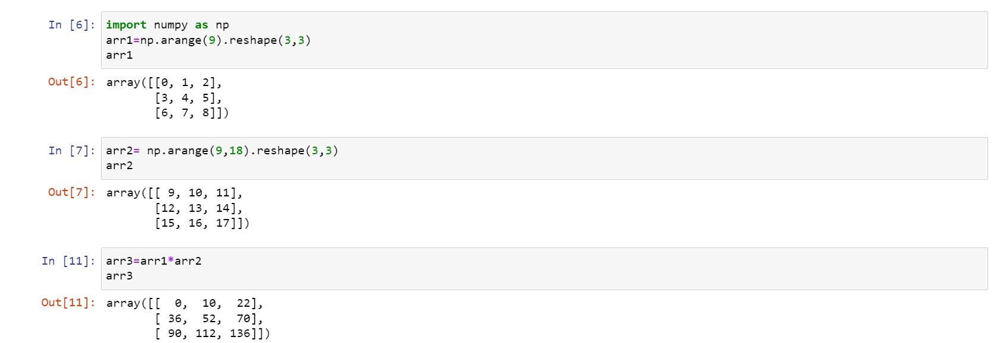 In [6]: import numpy as np
arr1=np.arange(9).reshape(3,3)
arr1
Out[6]: array([[0, 1, 2],
[3, 4, 5],
[6, 7, 8]])
In [7]: arr2= np.arange(9,18).reshape(3,3)
arr2
Out[7]: array([[ 9, 10, 11],
[12, 13, 14],
[15, 16, 17]])
In [11]: arr3=arr1*arr2
arr3
Out[11]: array([[  0,  10,  22],
[ 36,  52,  70],
[ 90, 112, 136]])